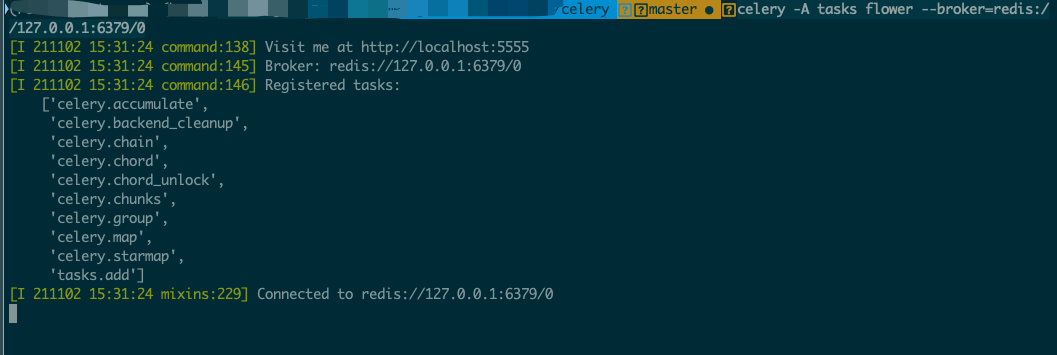 celery master ● celery -A tasks flower --broker=redis:/
/127.0.0.1:6379/0
[I 211102 15:31:24 command:138] Visit me at http://localhost:5555
[I 211102 15:31:24 command:145] Broker: redis://127.0.0.1:6379/0
[I 211102 15:31:24 command:146] Registered tasks:
['celery.accumulate',
'celery.backend_cleanup',
'celery.chain',
'celery.chord',
'celery.chord_unlock',
'celery.chunks',
'celery.group',
'celery.map',
'celery.starmap',
'tasks.add']
[I 211102 15:31:24 mixins:229] Connected to redis://127.0.0.1:6379/0